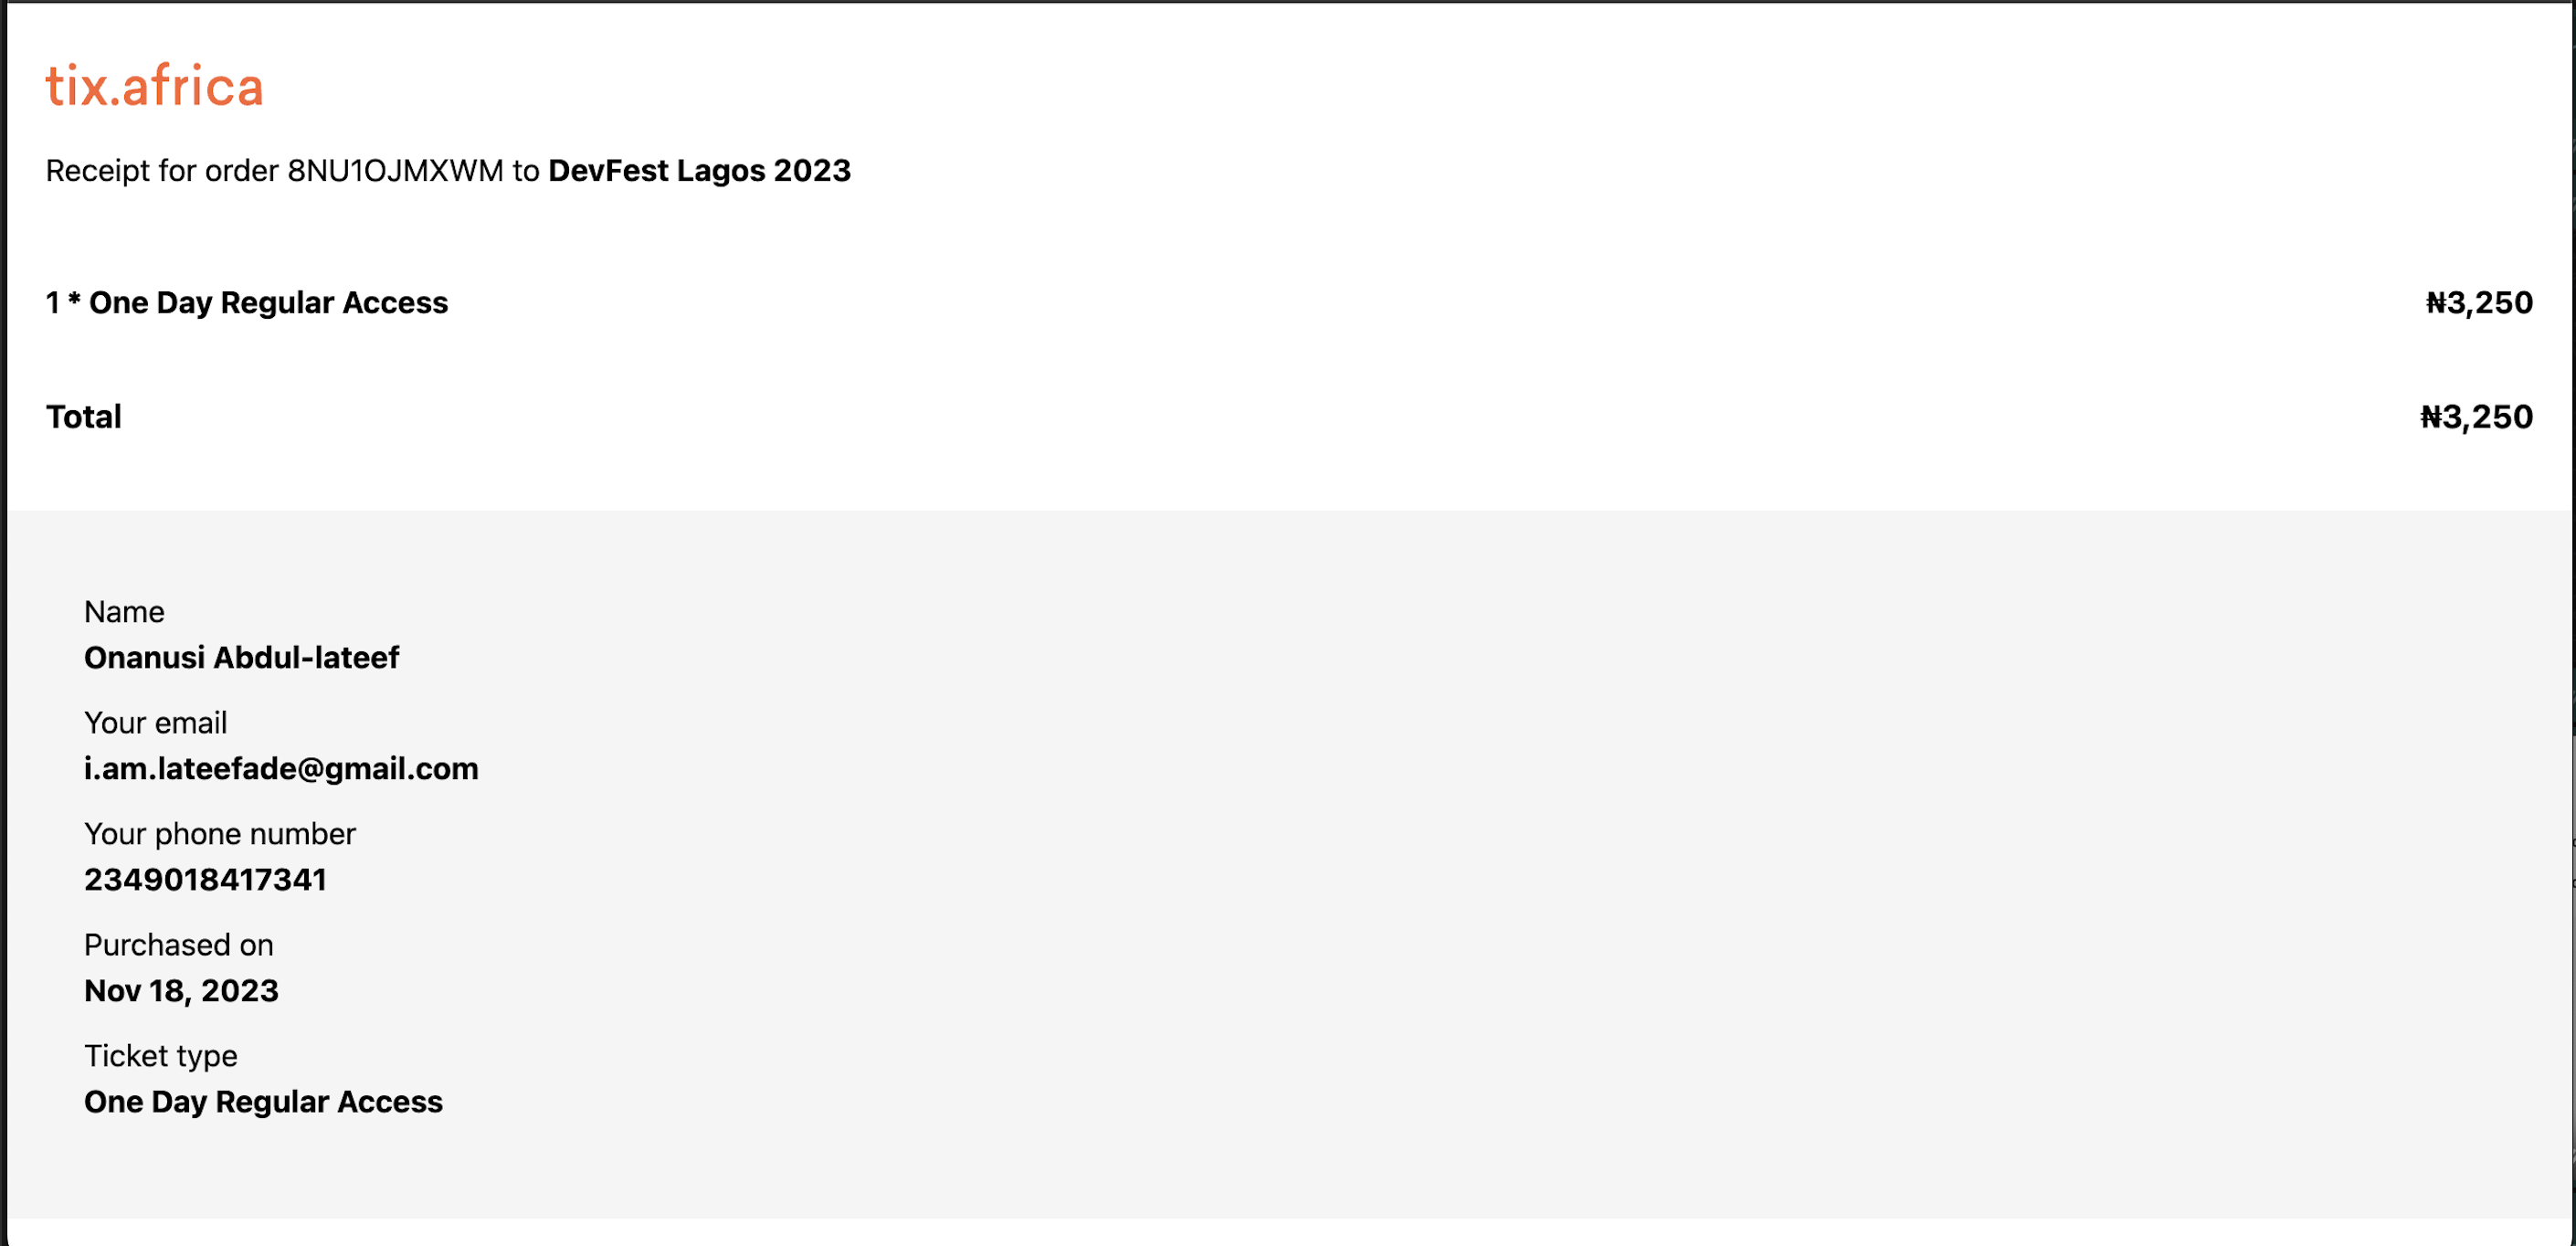 tix.africa
Receipt for order 8NU1OJMXWM to DevFest Lagos 2023
1 * One Day Regular Access ₦3,250
Total ₦3,250
Name
Onanusi Abdul-lateef
Your email
i.am.lateefade@gmail.com
Your phone number
2349018417341
Purchased on
Nov 18, 2023
Ticket type
One Day Regular Access